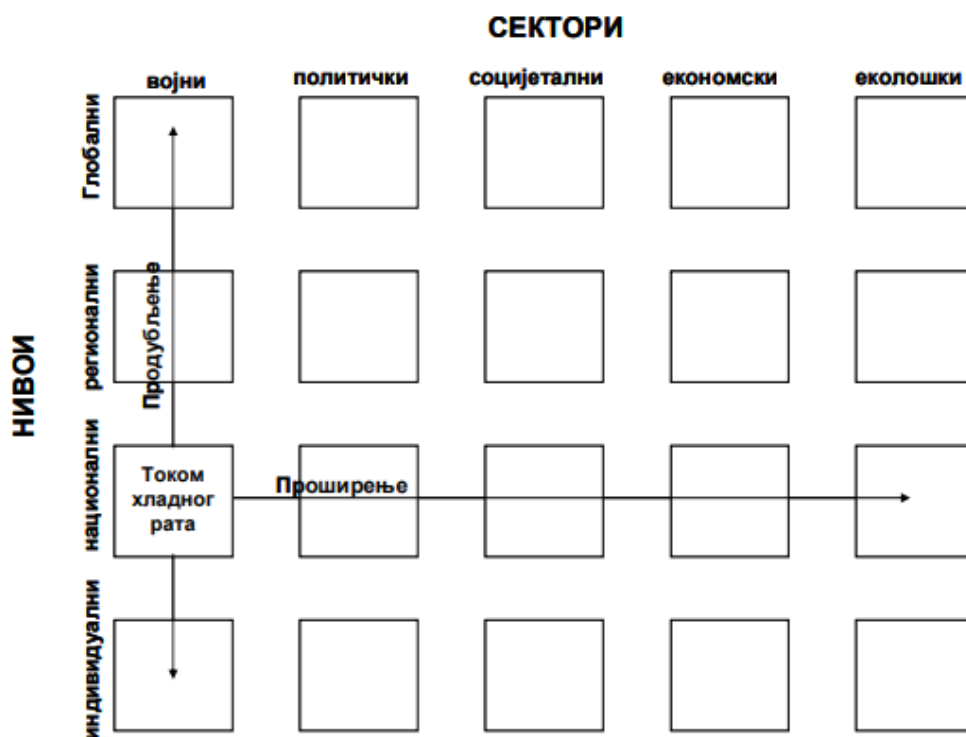 СЕКТОРИ
војни
политички
социјетални
економски
еколошки
НИВОИ
Глобални
регионални
национални
индивидуални
Продубљење
Током
хладног
рата
Проширење